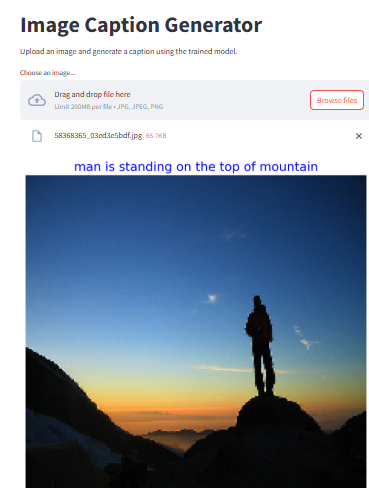 Image Caption Generator
Upload an image and generate a caption using the trained model.
Choose an image...
Drag and drop file here
Limit 200MB per file • JPG, JPEG, PNG
Browse files
58368365_03ed3e5bdf.jpg 65.7KB
man is standing on the top of mountain